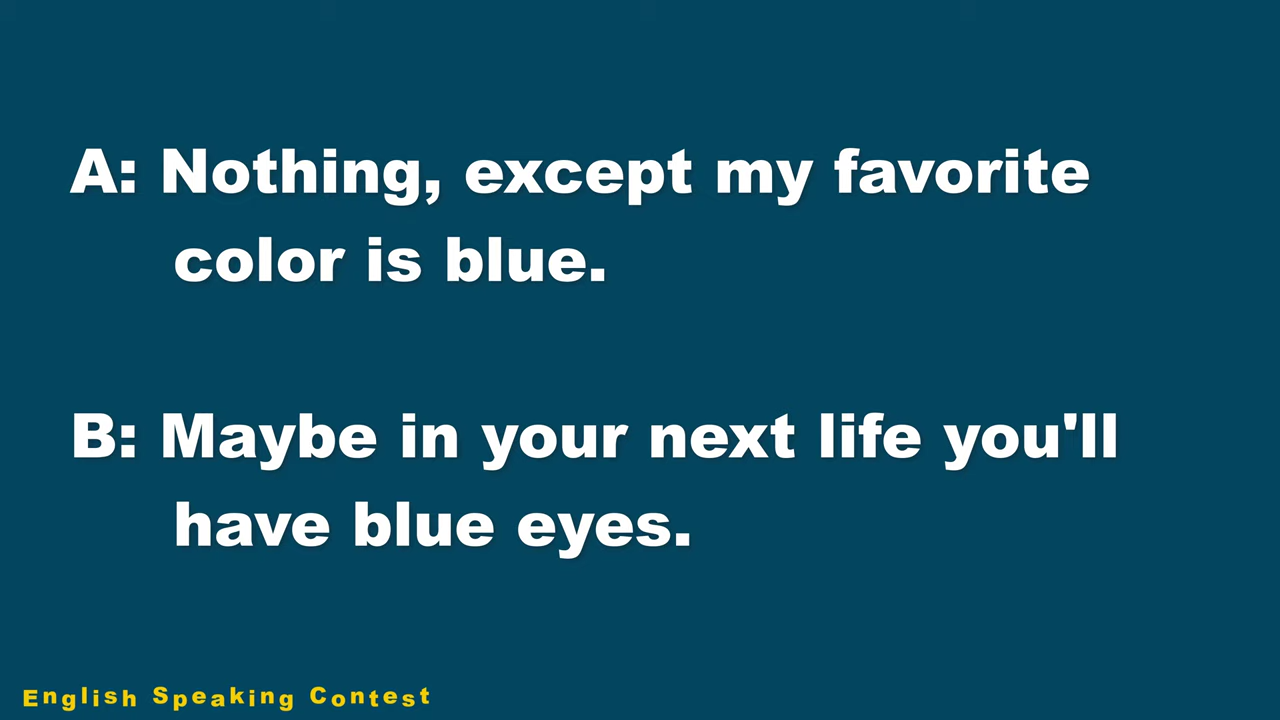 A: Nothing, except my favorite
color is blue.
B: Maybe in your next life you'll
have blue eyes.
English Speaking Contest